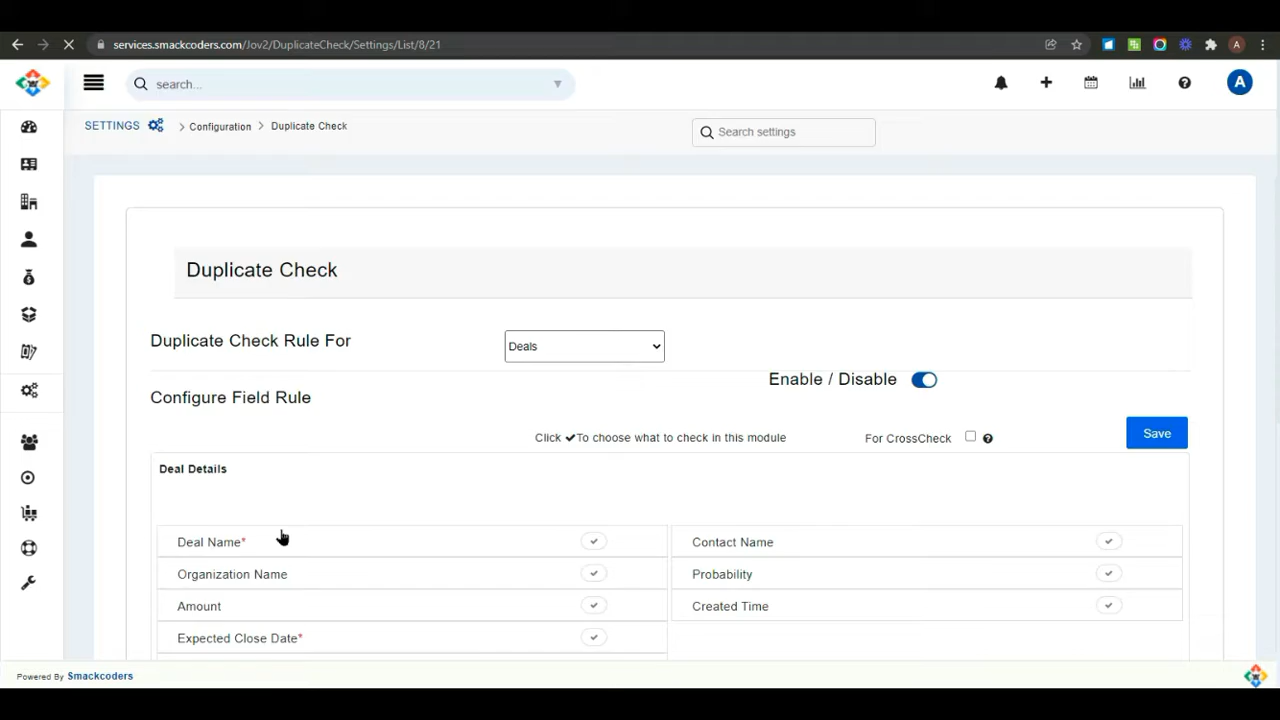 services.smackcoders.com/Jov2/DuplicateCheck/Settings/List/8/21
A
search...
A
SETTINGS
Configuration
Duplicate Check
Search settings
Duplicate Check
Duplicate Check Rule For
Deals
Enable / Disable
Configure Field Rule
Click ✔To choose what to check in this module
For CrossCheck
Save
Deal Details
Deal Name*
Contact Name
Organization Name
Probability
Amount
Created Time
Expected Close Date*
Powered By Smackcoders